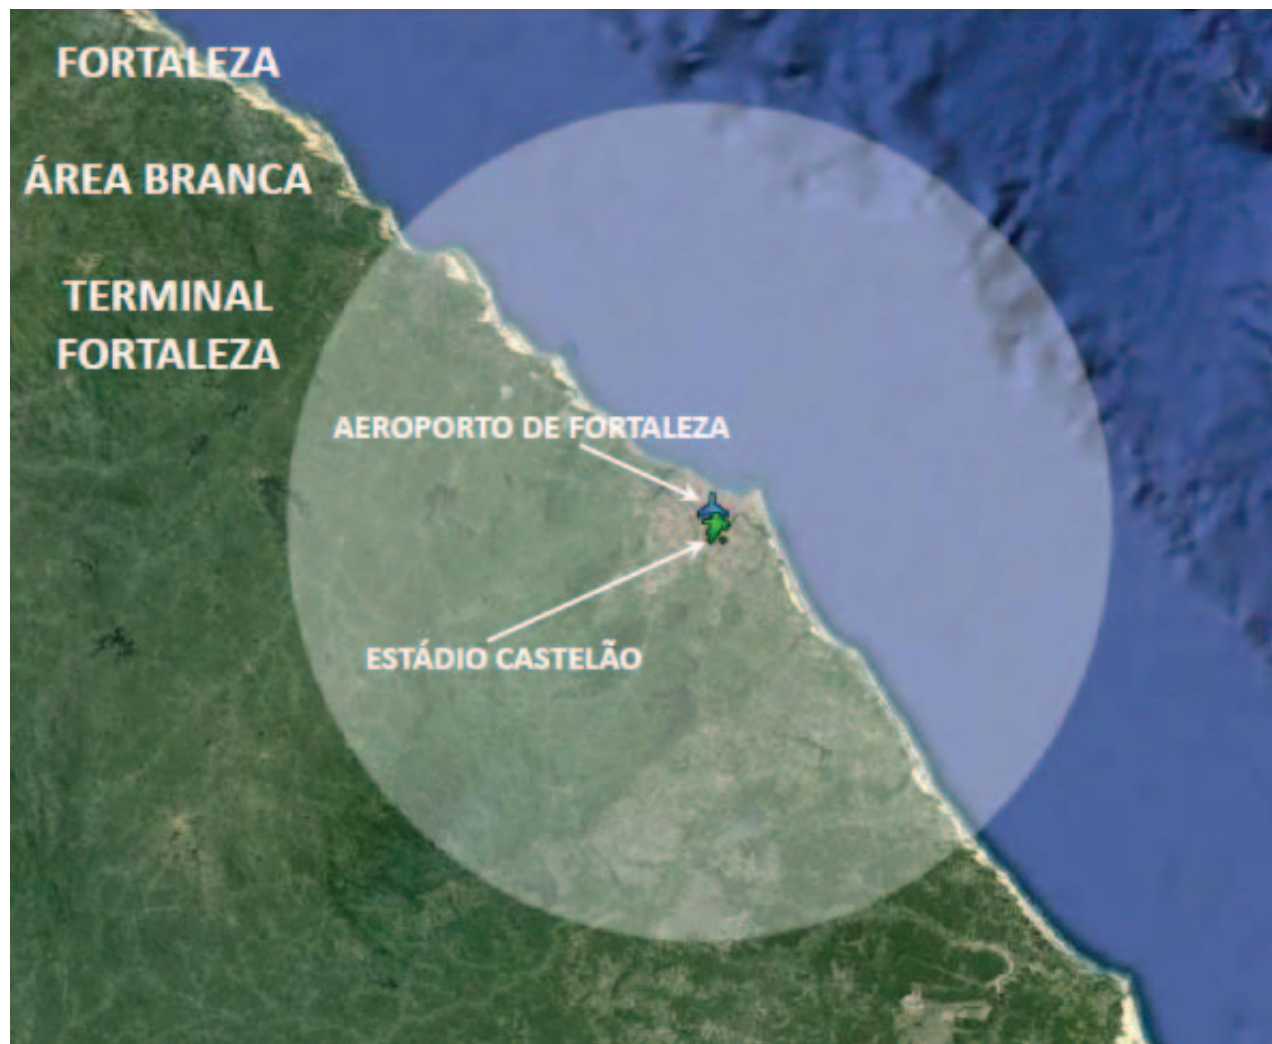 FORTALEZA
ÁREA BRANCA
TERMINAL
FORTALEZA
AEROPORTO DE FORTALEZA
ESTÁDIO CASTELÃO